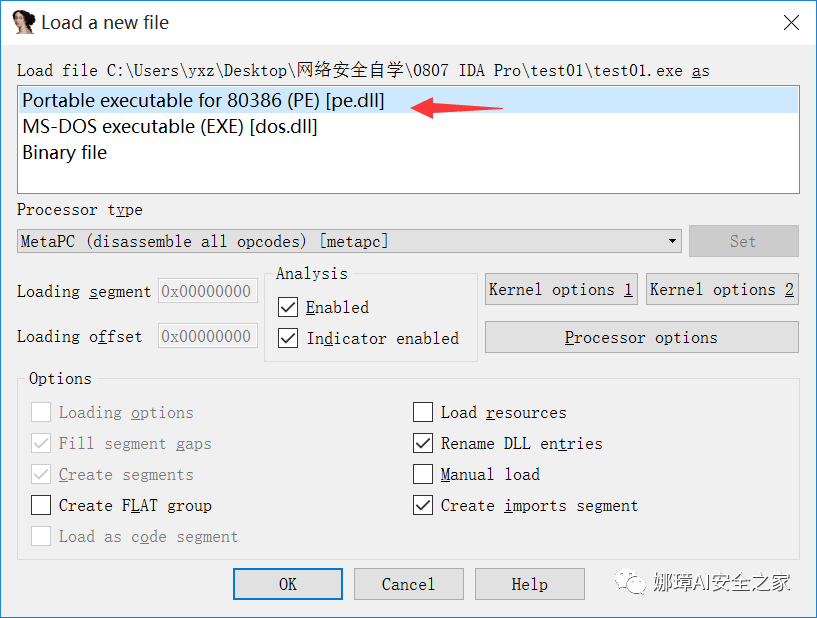 Load a new file
Load file C:\Users\yxz\Desktop\网络安全自学\0807 IDA Pro\test01\test01.exe as
Portable executable for 80386 (PE) [pe.dll]
MS-DOS executable (EXE) [dos.dll]
Binary file
Processor type
MetaPC (disassemble all opcodes) [metapc]
Set
Loading segment 0x00000000
Loading offset 0x00000000
Analysis
Enabled
Indicator enabled
Kernel options 1
Kernel options 2
Processor options
Options
Loading options
Fill segment gaps
Create segments
Create FLAT group
Load as code segment
Load resources
Rename DLL entries
Manual load
Create imports segment
OK
Cancel
Help
娜璋AI安全之家